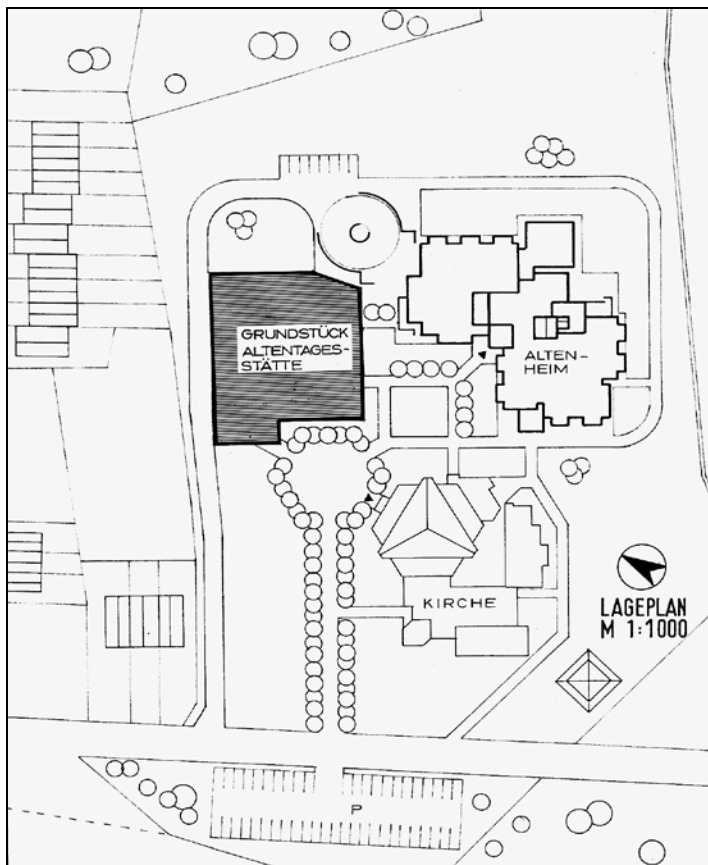 GRUNDSTÜCK
ALTENTAGES-
STÄTTE
ALTEN-
HEIM
KIRCHE
LAGEPLAN
M 1:1000
P